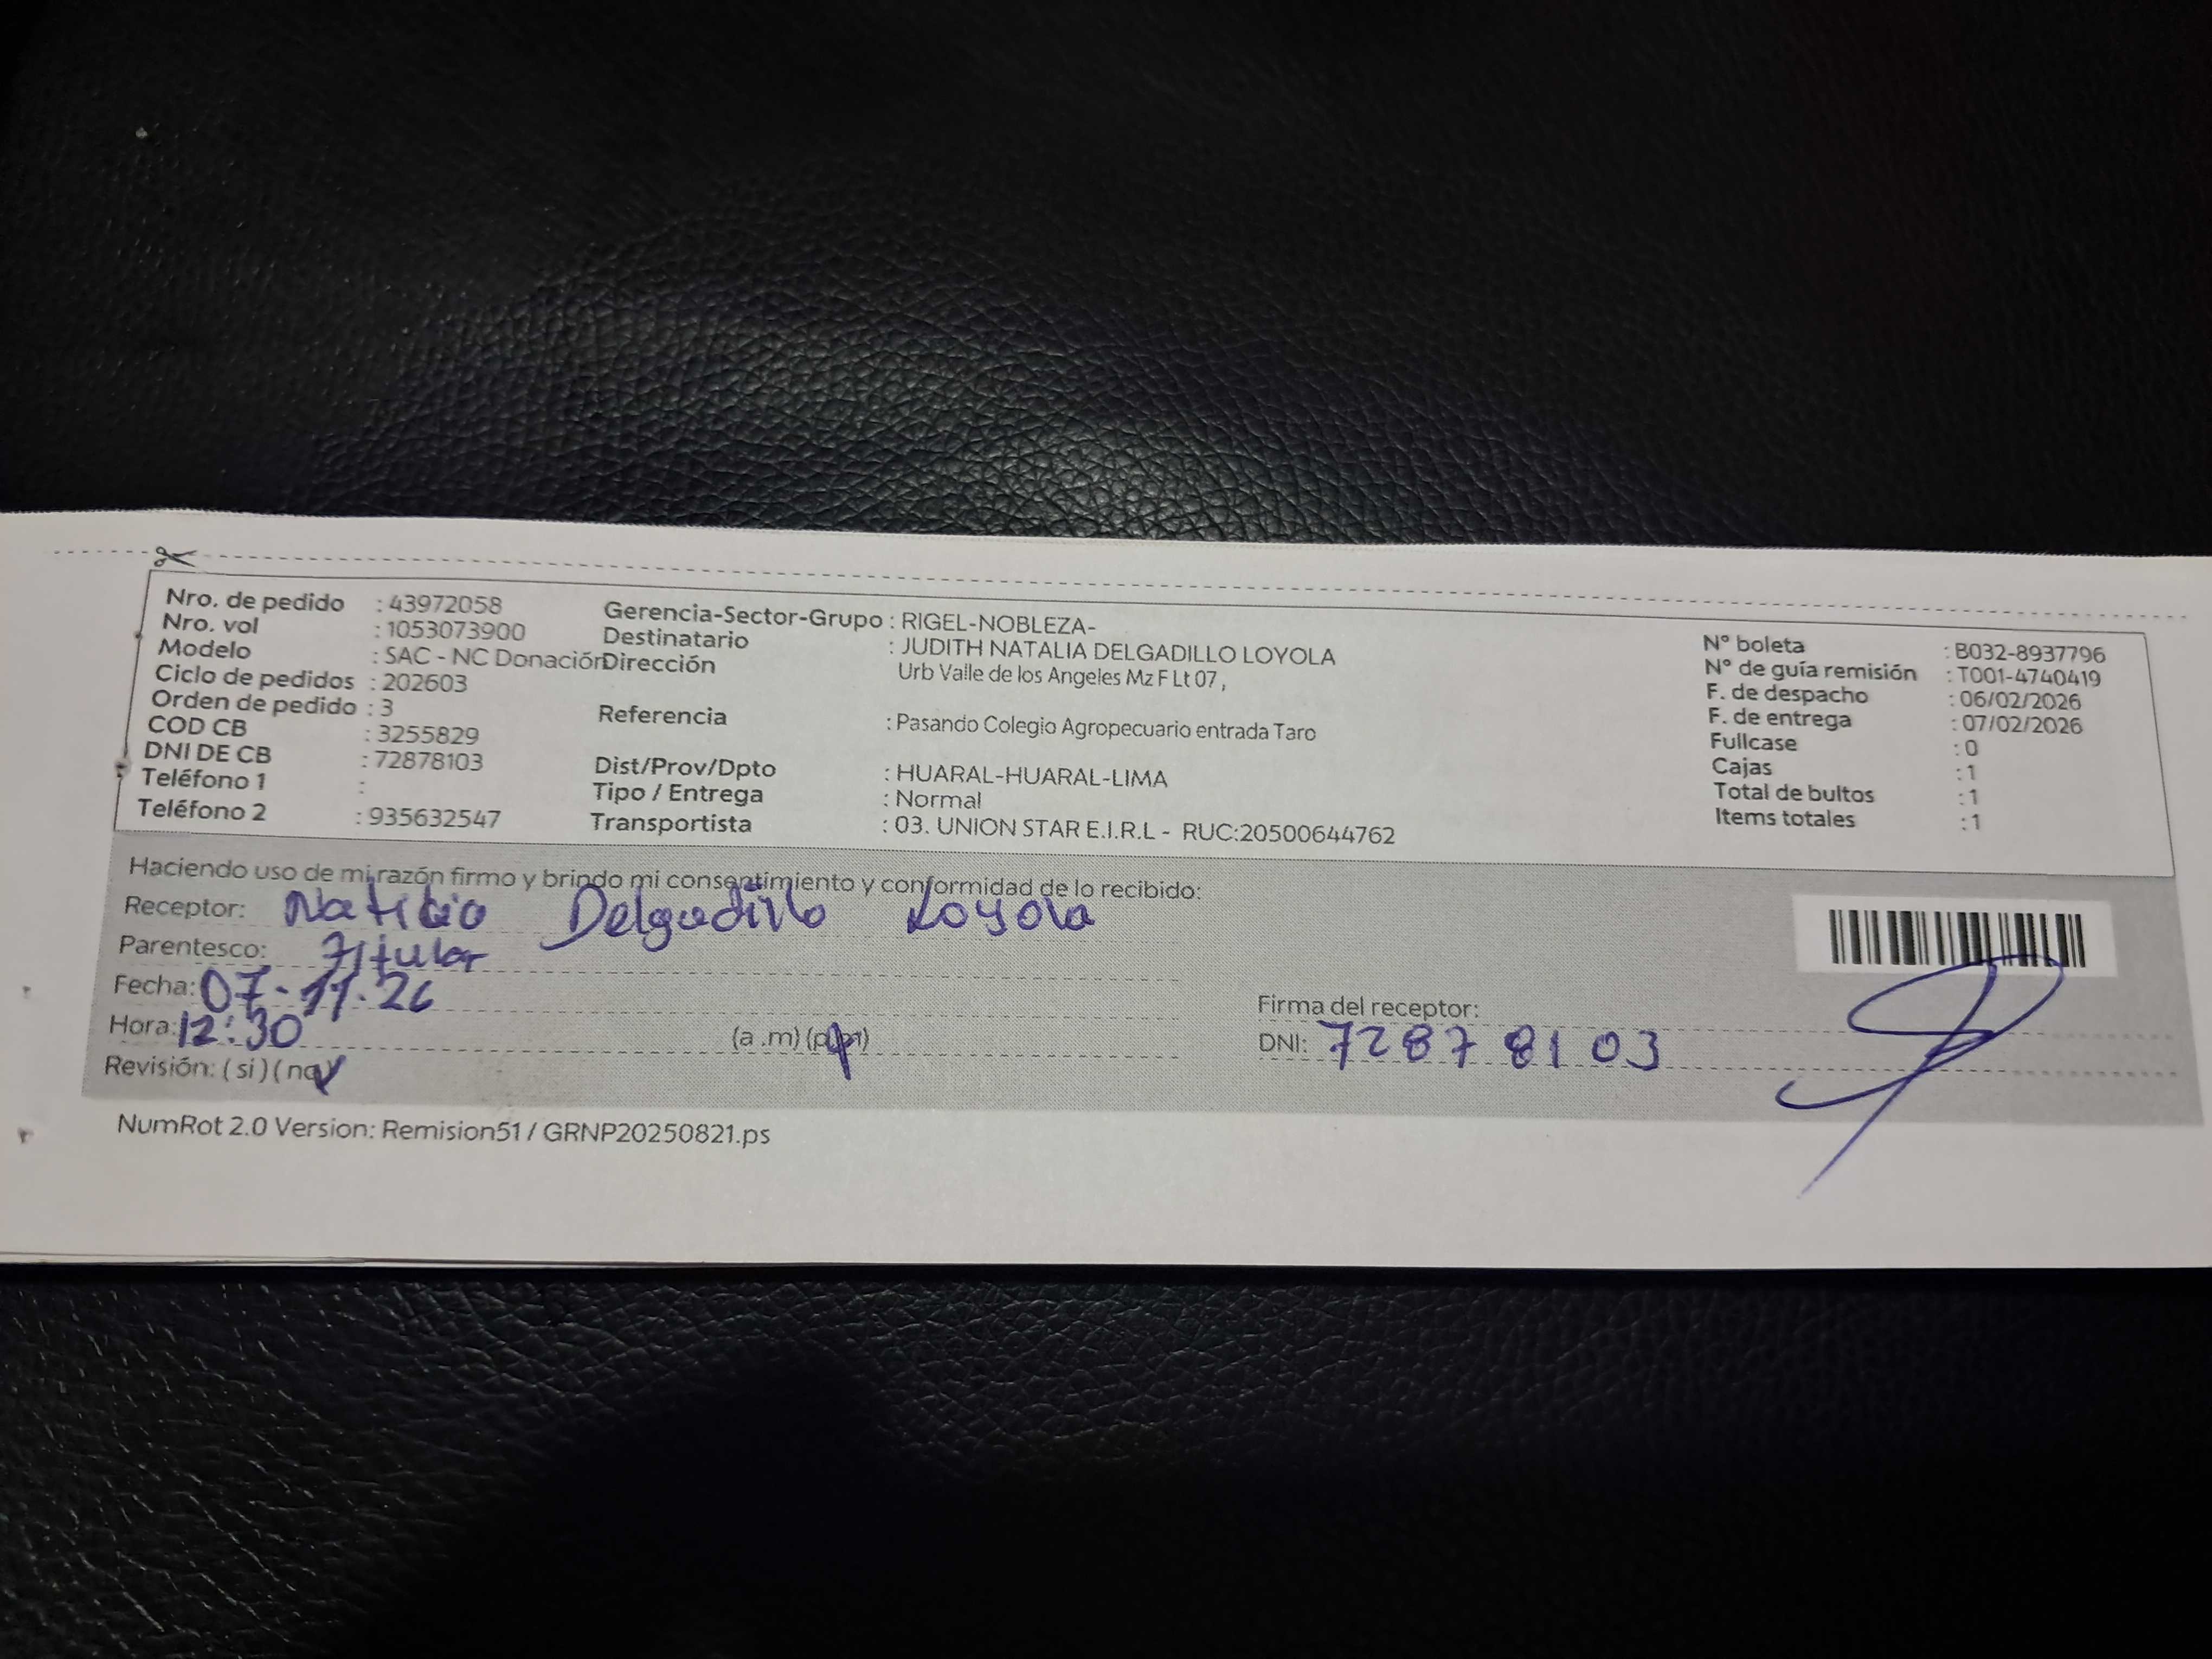 Nro. de pedido : 43972058
Nro. vol : 1053073900
Modelo : SAC - NC Donación
Ciclo de pedidos : 202603
Orden de pedido : 3
COD CB : 3255829
DNI DE CB : 72878103
Teléfono 1 :
Teléfono 2 : 935632547
Gerencia-Sector-Grupo : RIGEL-NOBLEZA-
Destinatario : JUDITH NATALIA DELGADILLO LOYOLA
Dirección Urb Valle de los Angeles Mz F Lt 07 ,
Referencia : Pasando Colegio Agropecuario entrada Taro
Dist/Prov/Dpto : HUARAL-HUARAL-LIMA
Tipo / Entrega : Normal
Transportista : 03. UNION STAR E.I.R.L - RUC:20500644762
N° boleta : B032-8937796
N° de guía remisión : T001-4740419
F. de despacho : 06/02/2026
F. de entrega : 07/02/2026
Fullcase : 0
Cajas : 1
Total de bultos : 1
Items totales : 1
Haciendo uso de mi razón firmo y brindo mi consentimiento y conformidad de lo recibido:
Receptor: Natalia Delgadillo Loyola
Parentesco: Titular
Fecha: 07-11-26
Hora: 12:30 (a .m) (p.m)
Revisión: ( si ) ( no )
Firma del receptor:
DNI: 72878103
NumRot 2.0 Version: Remision51 / GRNP20250821.ps